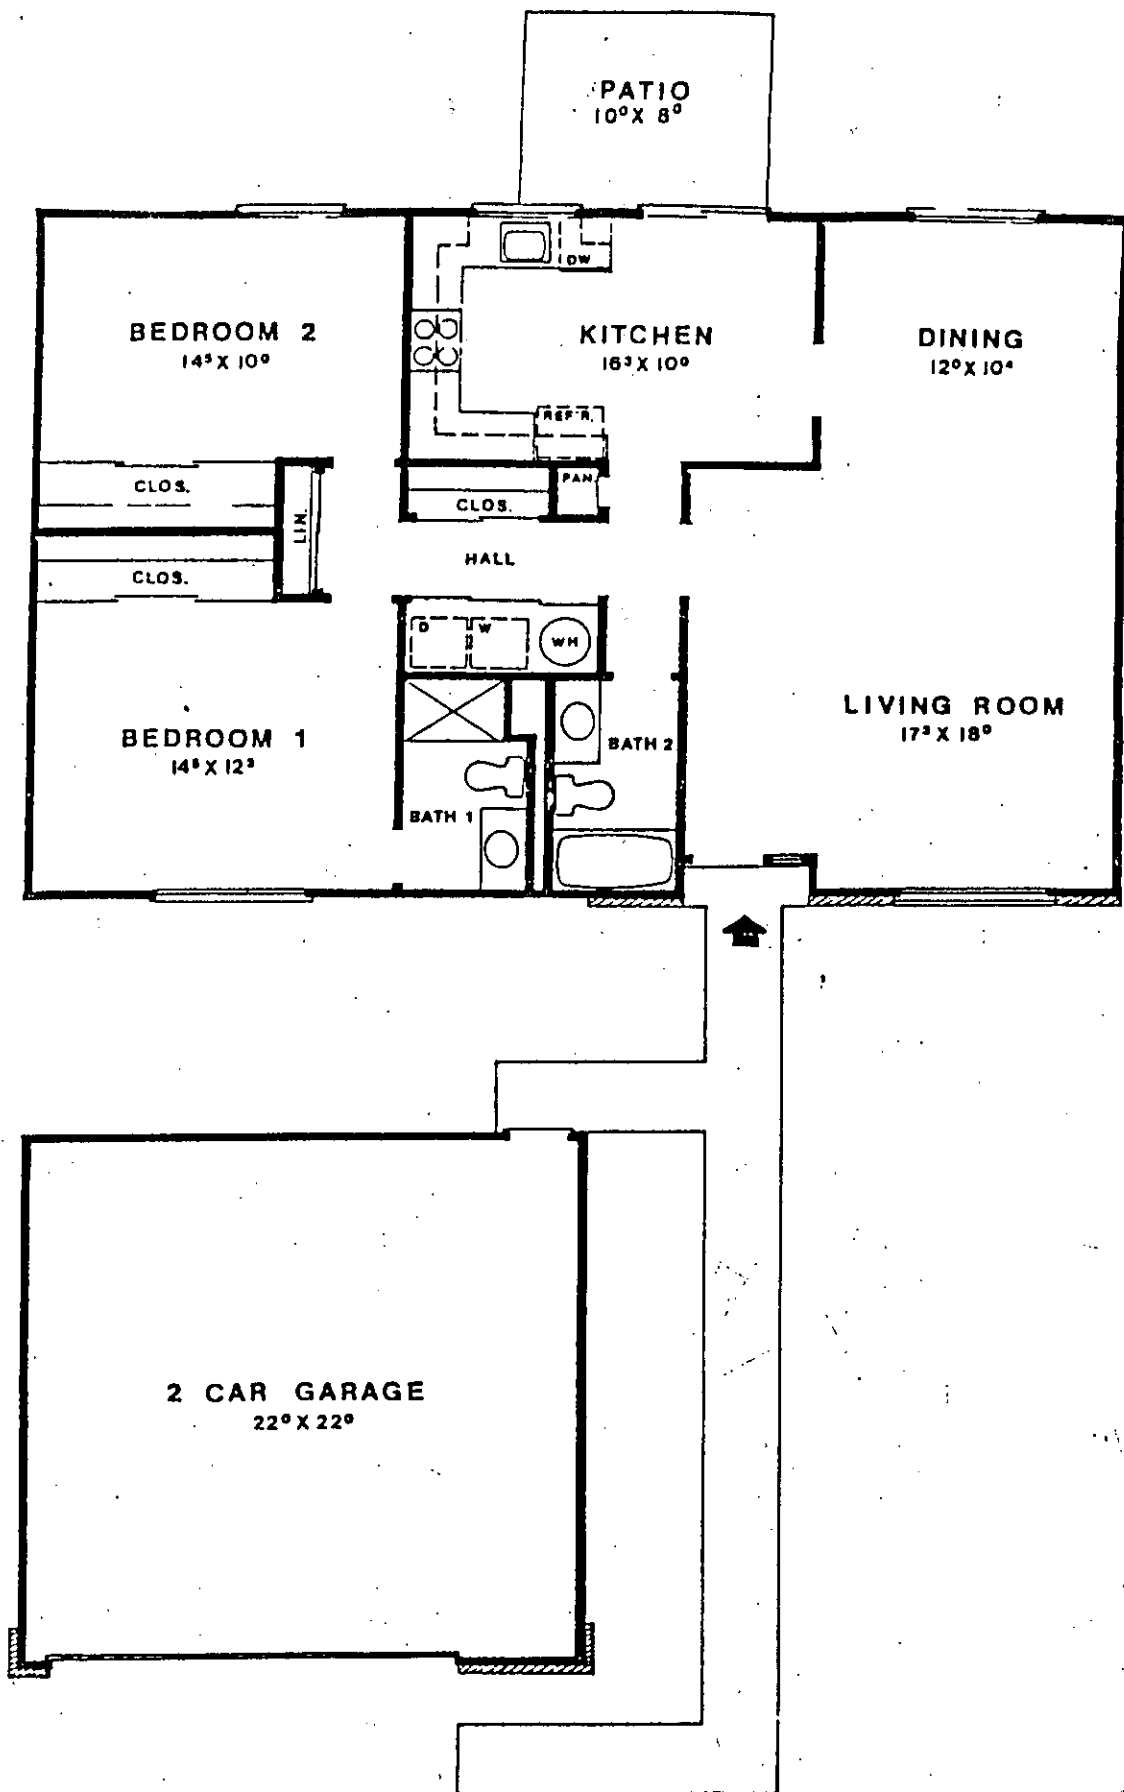 PATIO
10⁰ X 8⁰
BEDROOM 2
14⁵ X 10⁰
KITCHEN
16³ X 10⁰
DINING
12⁰ X 10⁴
DW
REF'R.
CLOS.
LIN.
CLOS.
PAN.
CLOS.
HALL
D
W
WH
BEDROOM 1
14⁵ X 12³
BATH 1
BATH 2
LIVING ROOM
17³ X 18⁰
2 CAR GARAGE
22⁰ X 22⁰